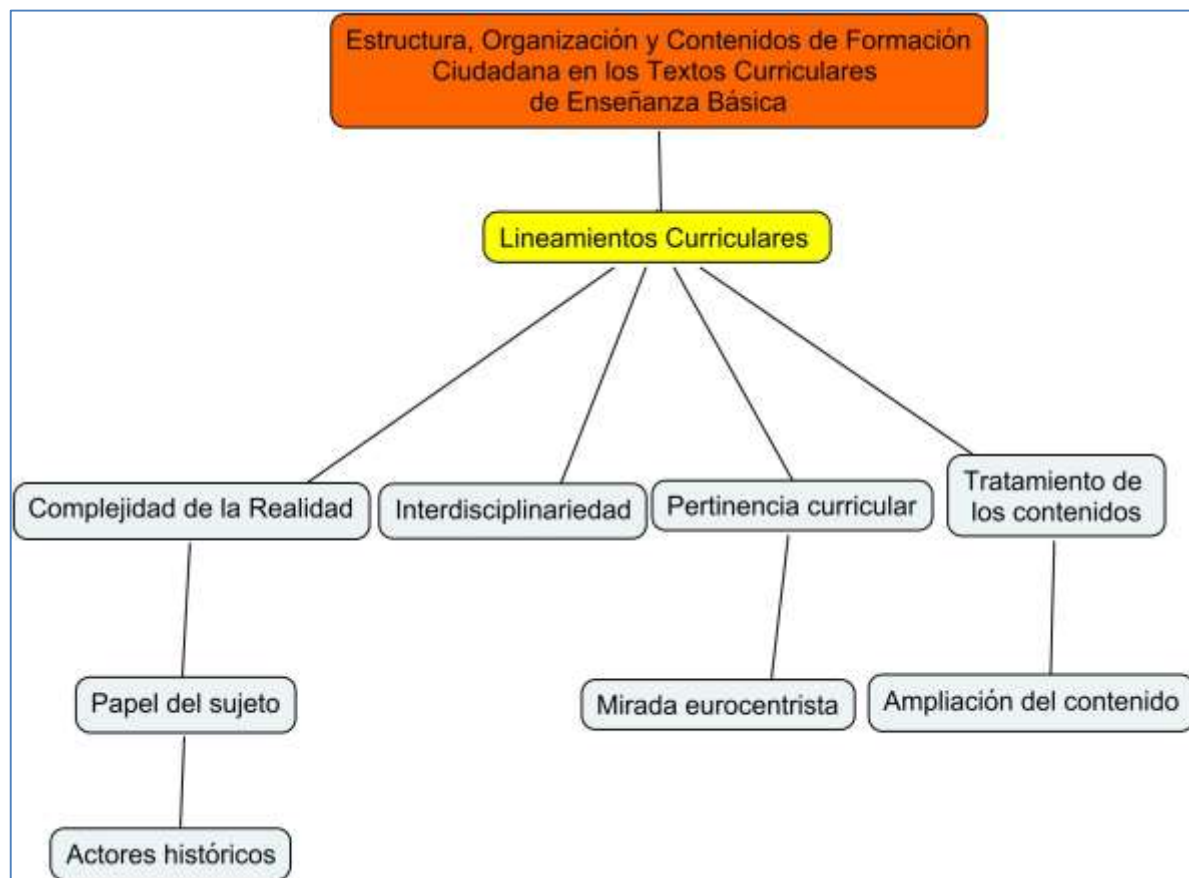 Estructura, Organización y Contenidos de Formación
Ciudadana en los Textos Curriculares
de Enseñanza Básica
Lineamientos Curriculares
Complejidad de la Realidad
Interdisciplinariedad
Pertinencia curricular
Tratamiento de
los contenidos
Papel del sujeto
Mirada eurocentrista
Ampliación del contenido
Actores históricos